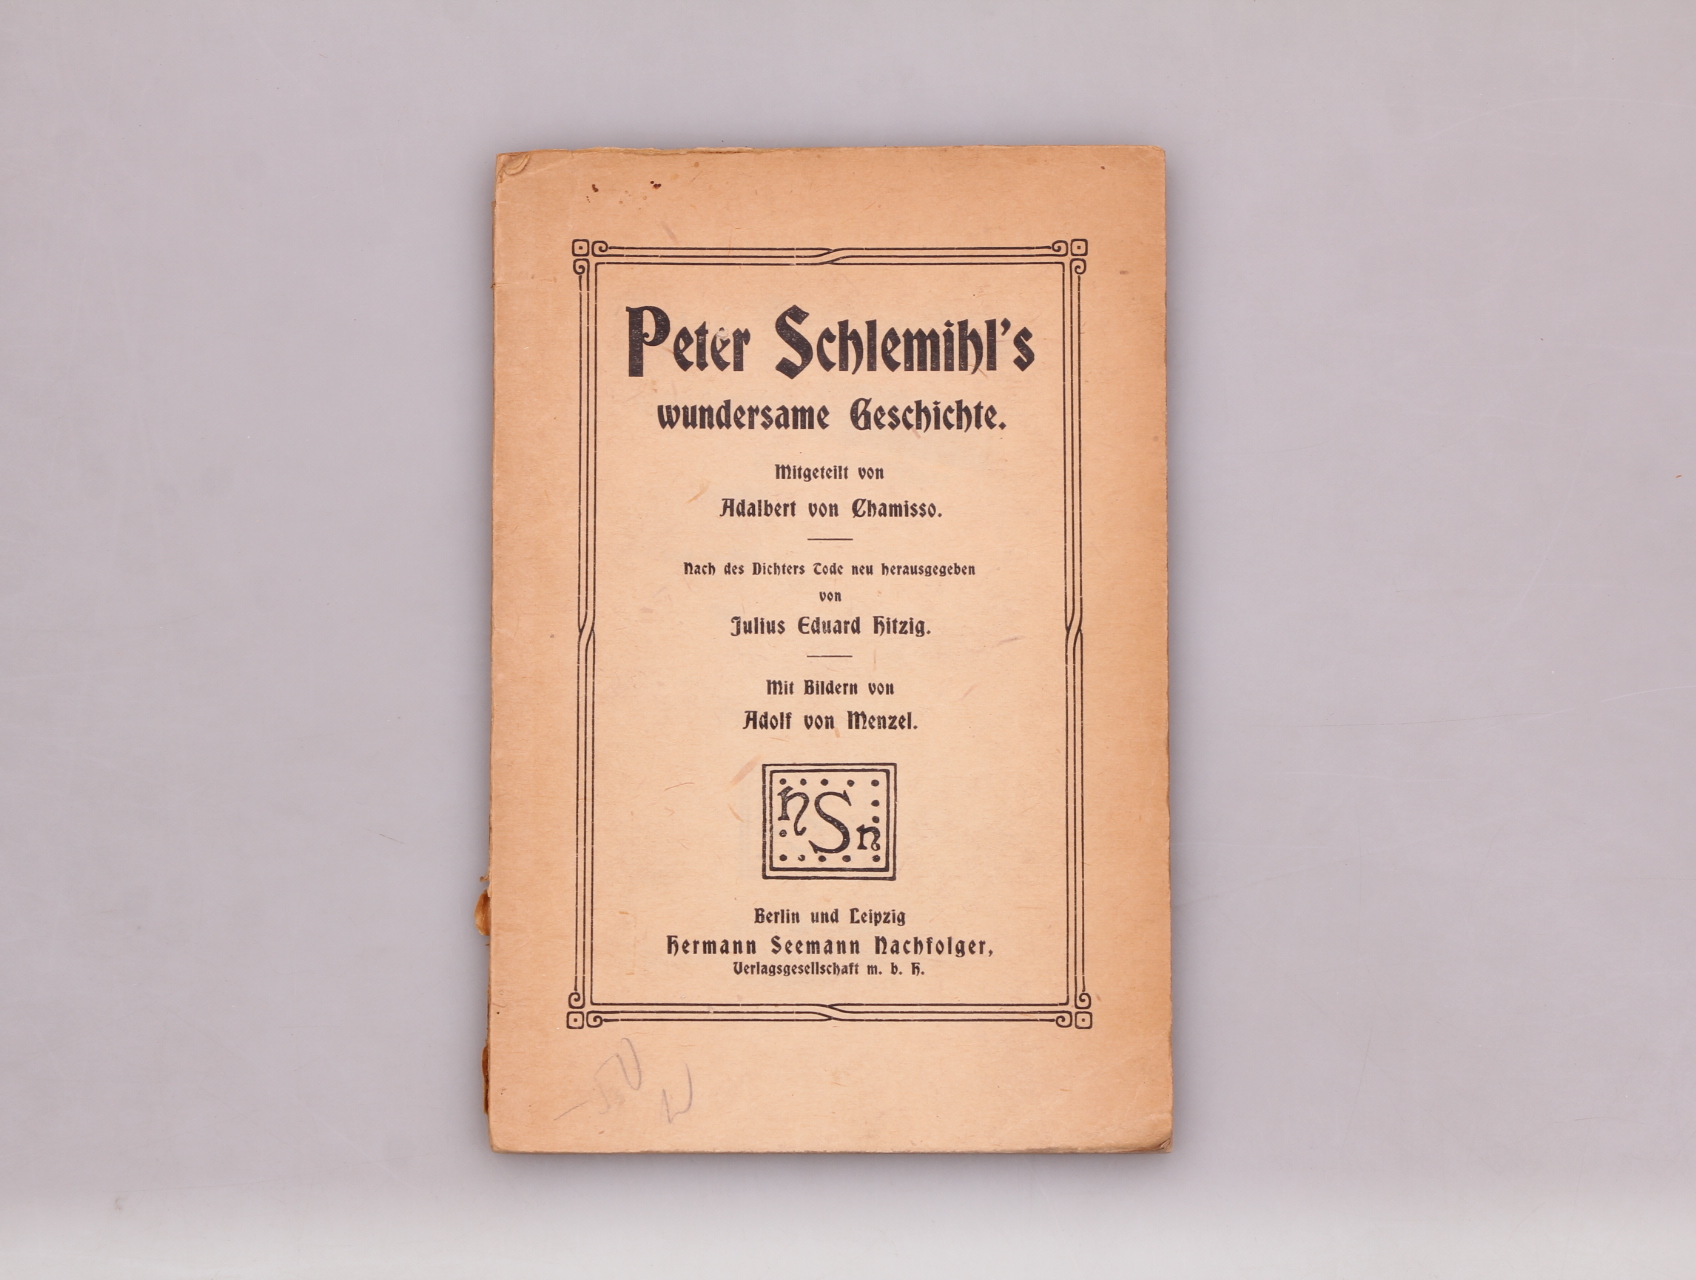 Peter Schlemihl's
wundersame Geschichte.
Mitgeteilt von
Adalbert von Chamisso.
Nach des Dichters Tode neu herausgegeben
von
Julius Eduard Hitzig.
Mit Bildern von
Adolf von Menzel.
HSN
Berlin und Leipzig
Hermann Seemann Nachfolger,
Verlagsgesellschaft m. b. H.